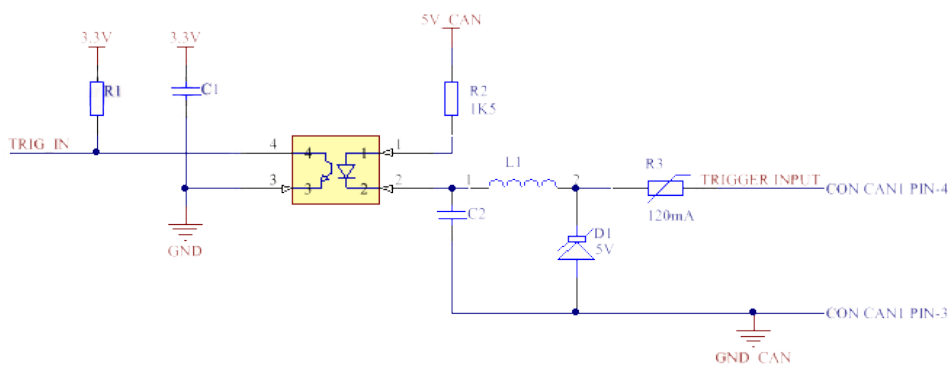 5V_CAN
3.3V
3.3V
R1
C1
R2
1K5
TRIG_IN
4
4
1
1
3
3
2
2
1
L1
2
R3
TRIGGER INPUT
CON CAN1 PIN-4
120mA
C2
D1
5V
GND
CON CAN1 PIN-3
GND_CAN